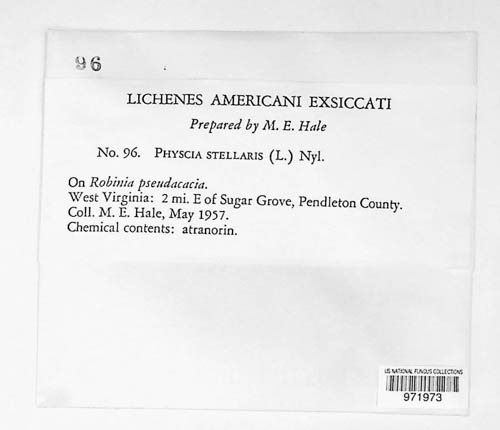 96
LICHENES AMERICANI EXSICCATI
Prepared by M. E. Hale
No. 96. PHYSCIA STELLARIS (L.) Nyl.
On Robinia pseudacacia.
West Virginia: 2 mi. E of Sugar Grove, Pendleton County.
Coll. M. E. Hale, May 1957.
Chemical contents: atranorin.
US NATIONAL FUNGUS COLLECTIONS
971973